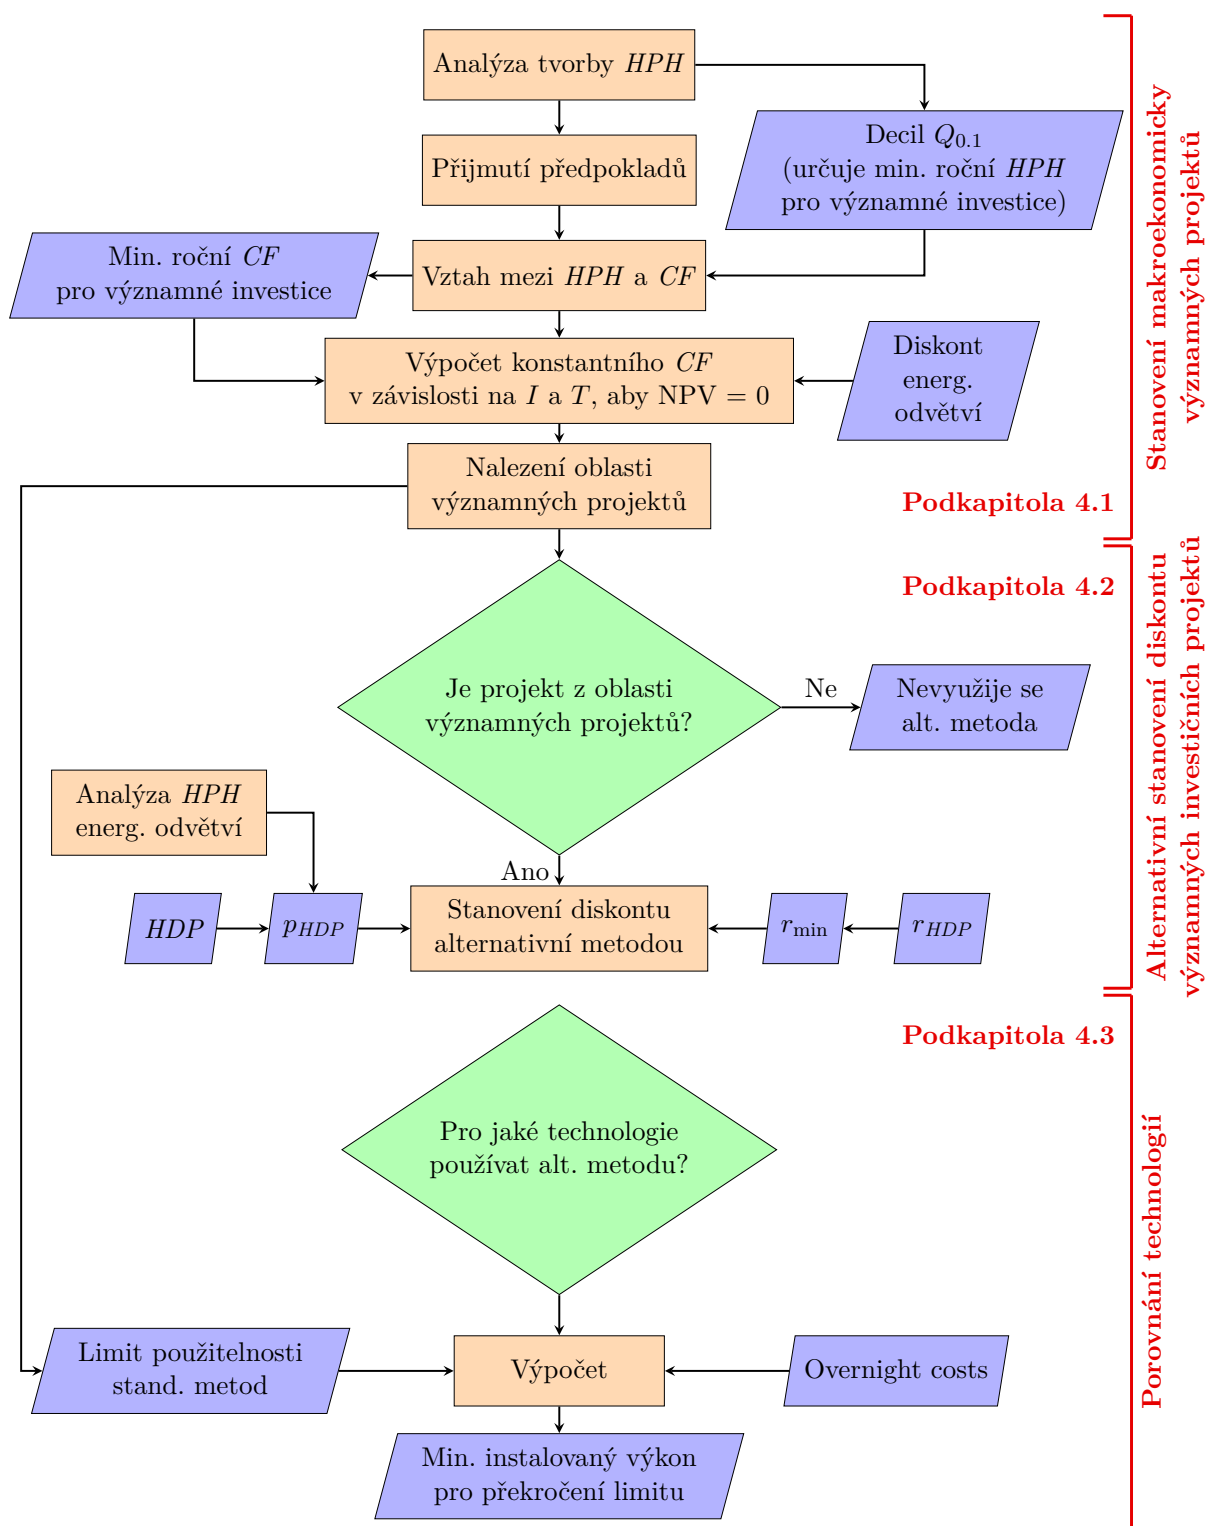 Analýza tvorby HPH
Decil Q0.1
(určuje min. roční HPH
pro významné investice)
Přijmutí předpokladů
Min. roční CF
pro významné investice
Vztah mezi HPH a CF
Výpočet konstantního CF
v závislosti na I a T, aby NPV = 0
Diskont
energ.
odvětví
Nalezení oblasti
významných projektů
Podkapitola 4.1
Stanovení makroekonomicky
významných projektů
Podkapitola 4.2
Je projekt z oblasti
významných projektů?
Ne
Nevyužije se
alt. metoda
Analýza HPH
energ. odvětví
Ano
HDP
pHDP
Stanovení diskontu
alternativní metodou
rmin
rHDP
Alternativní stanovení diskontu
významných investičních projektů
Podkapitola 4.3
Pro jaké technologie
používat alt. metodu?
Limit použitelnosti
stand. metod
Výpočet
Overnight costs
Min. instalovaný výkon
pro překročení limitu
Porovnání technologií